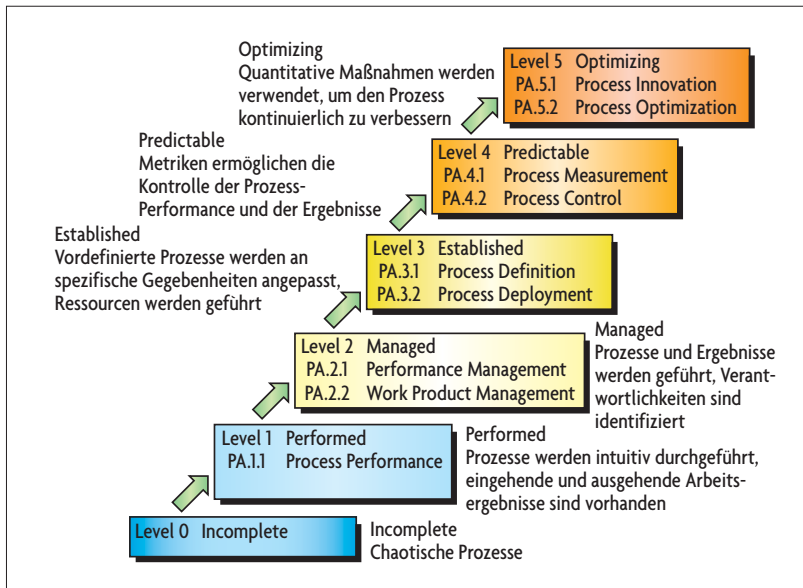 Optimizing
Quantitative Maßnahmen werden
verwendet, um den Prozess
kontinuierlich zu verbessern
Level 5 Optimizing
PA.5.1 Process Innovation
PA.5.2 Process Optimization
Predictable
Metriken ermöglichen die
Kontrolle der Prozess-
Performance und der Ergebnisse
Level 4 Predictable
PA.4.1 Process Measurement
PA.4.2 Process Control
Established
Vordefinierte Prozesse werden an
spezifische Gegebenheiten angepasst,
Ressourcen werden geführt
Level 3 Established
PA.3.1 Process Definition
PA.3.2 Process Deployment
Level 2 Managed
PA.2.1 Performance Management
PA.2.2 Work Product Management
Managed
Prozesse und Ergebnisse
werden geführt, Verant-
wortlichkeiten sind
identifiziert
Level 1 Performed
PA.1.1 Process Performance
Performed
Prozesse werden intuitiv durchgeführt,
eingehende und ausgehende Arbeits-
ergebnisse sind vorhanden
Level 0 Incomplete
Incomplete
Chaotische Prozesse